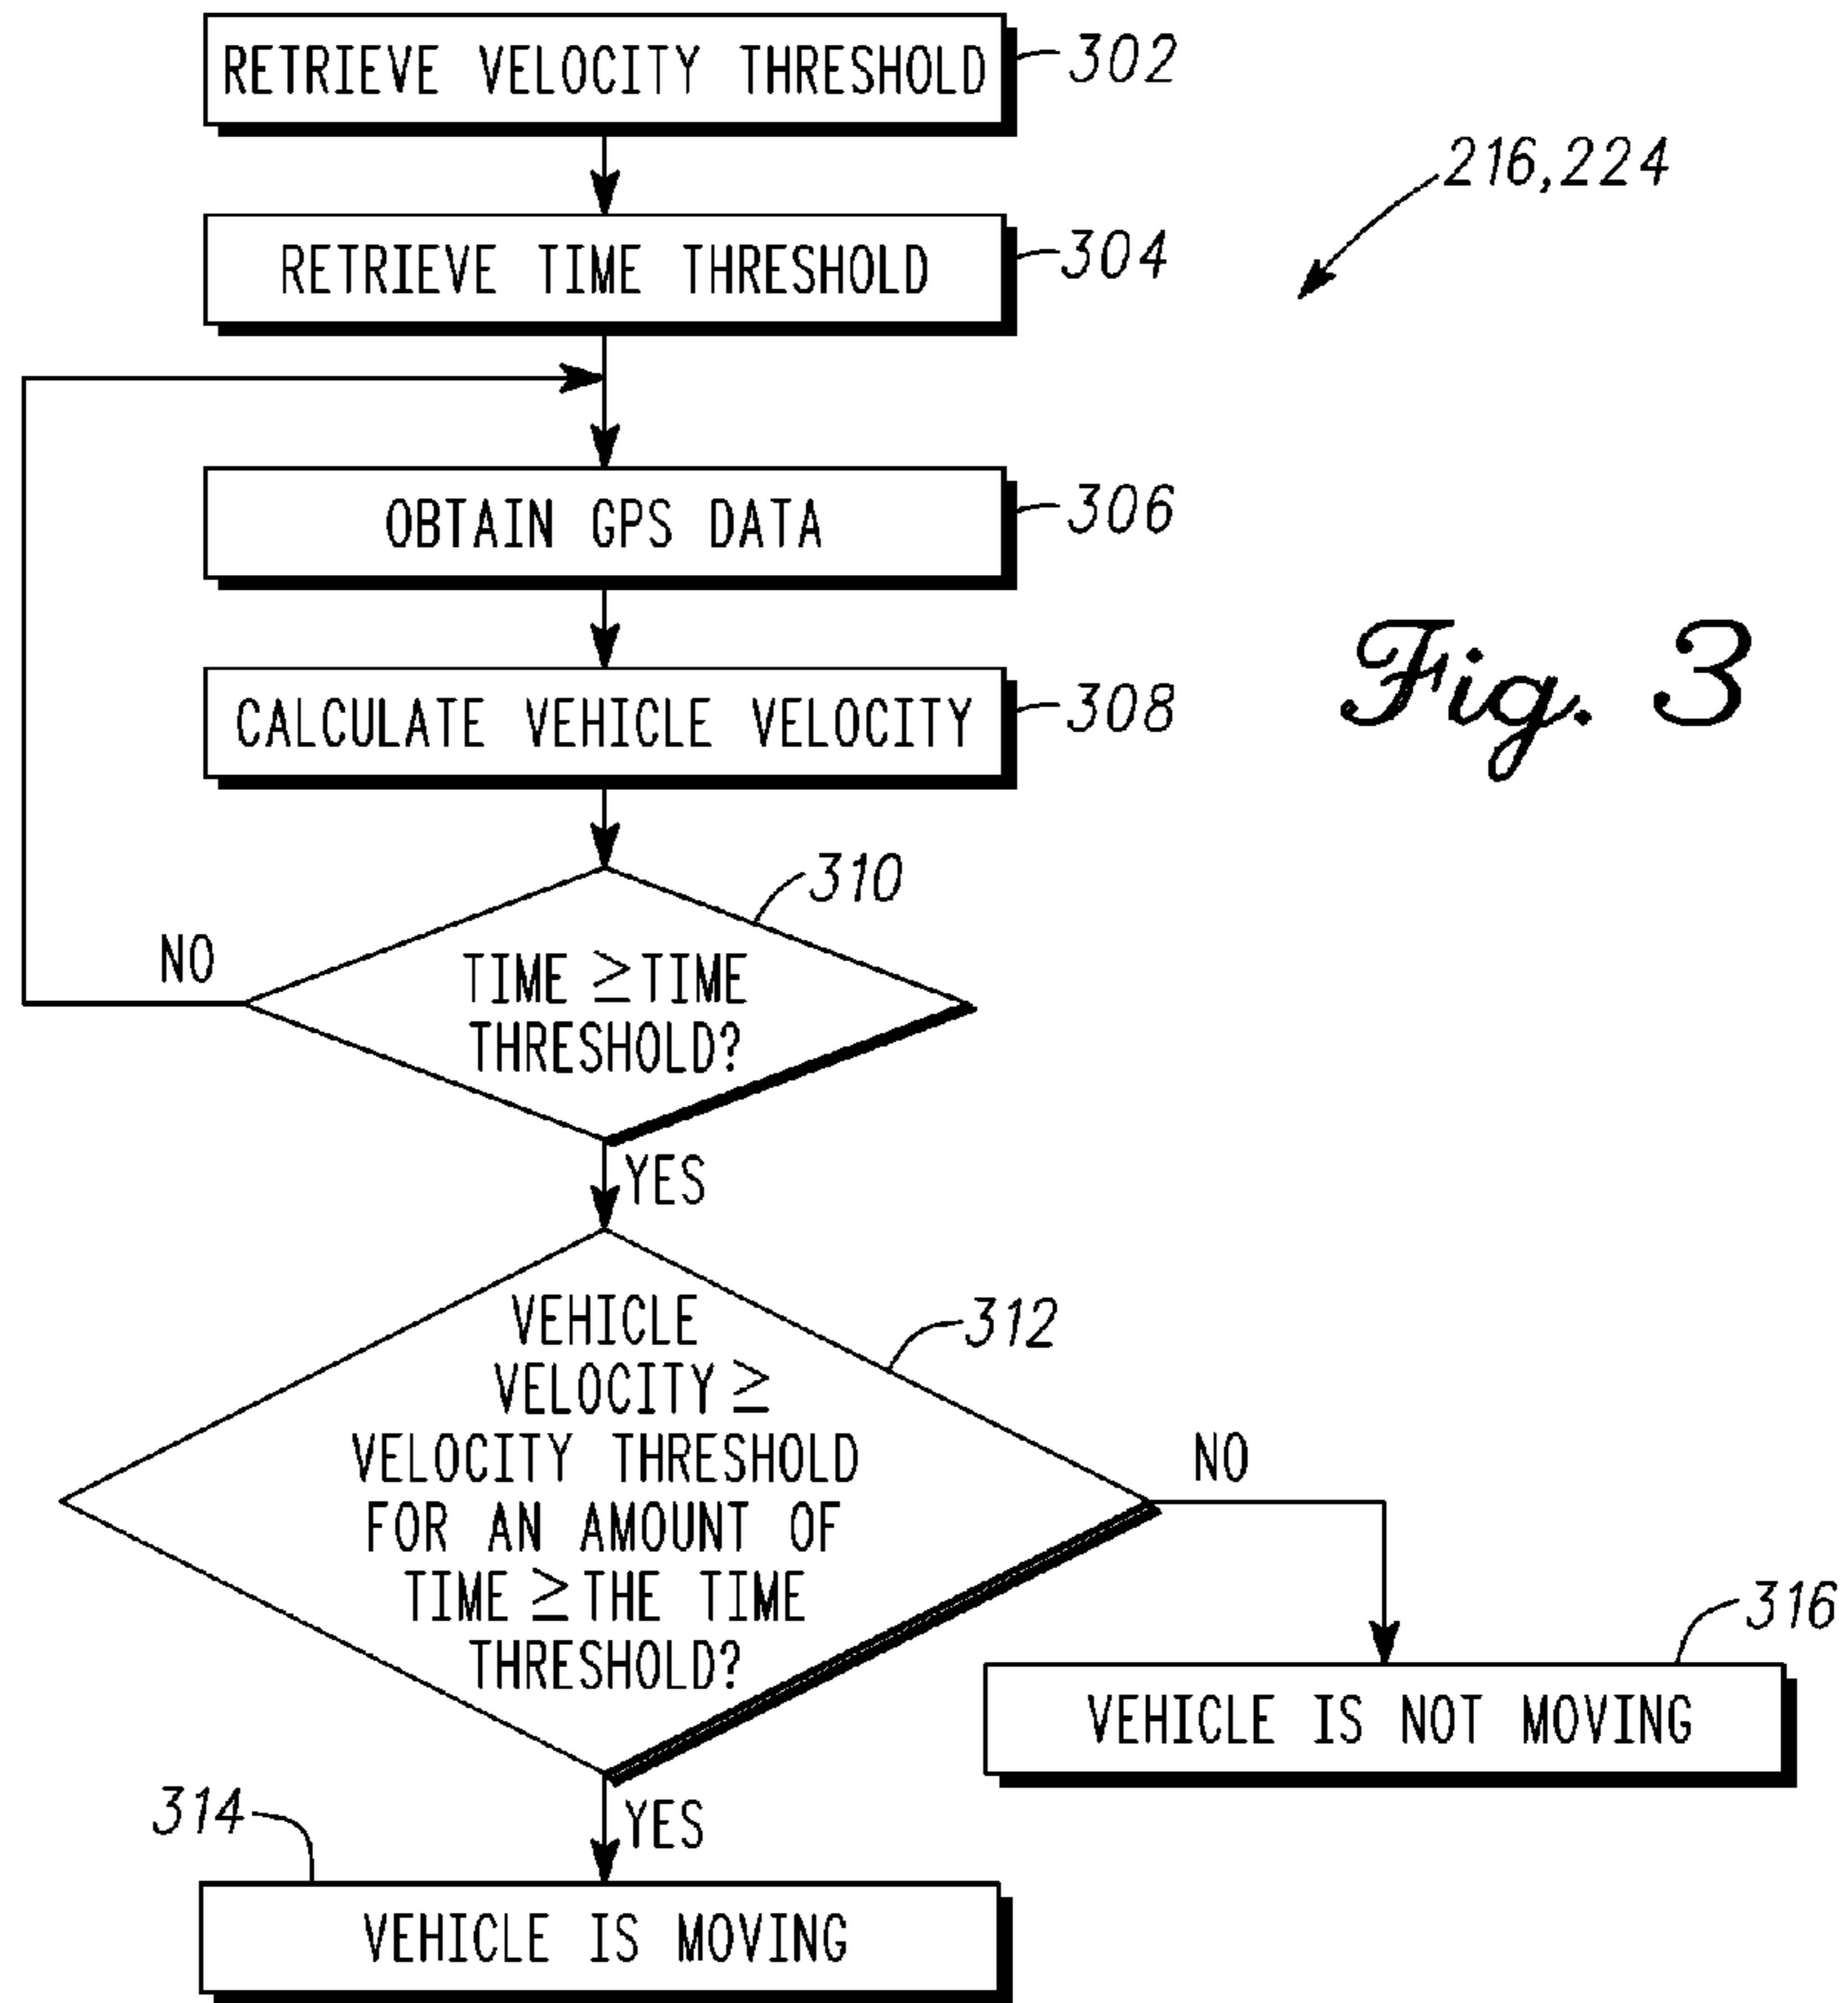 RETRIEVE VELOCITY THRESHOLD
302
216,224
RETRIEVE TIME THRESHOLD
304
OBTAIN GPS DATA
306
Fig. 3
CALCULATE VEHICLE VELOCITY
308
310
NO
TIME ≥ TIME
THRESHOLD?
YES
VEHICLE
312
VELOCITY ≥
VELOCITY THRESHOLD
NO
FOR AN AMOUNT OF
TIME ≥ THE TIME
THRESHOLD?
316
VEHICLE IS NOT MOVING
314
YES
VEHICLE IS MOVING